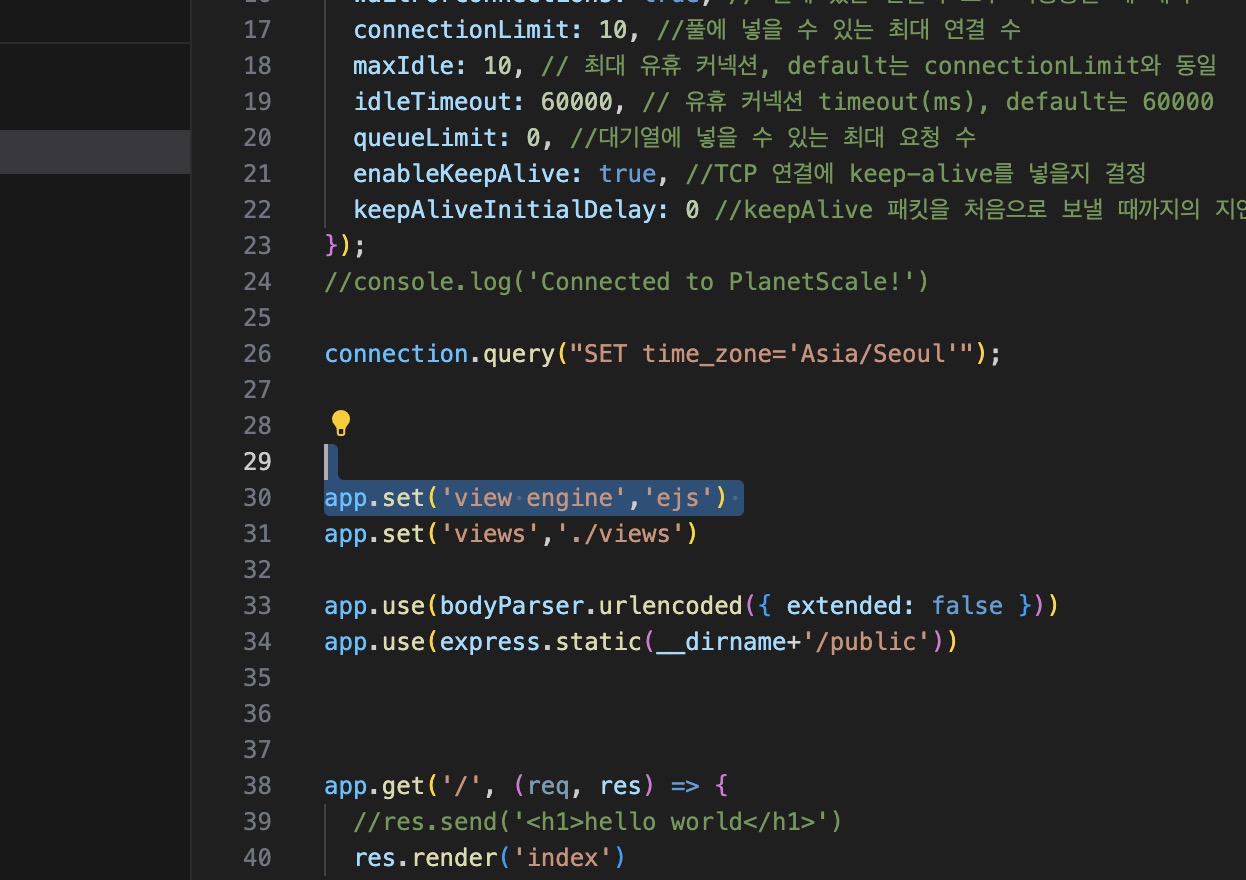 17 connectionLimit: 10, //풀에 넣을 수 있는 최대 연결 수
18 maxIdle: 10, // 최대 유휴 커넥션, default는 connectionLimit와 동일
19 idleTimeout: 60000, // 유휴 커넥션 timeout(ms), default는 60000
20 queueLimit: 0, //대기열에 넣을 수 있는 최대 요청 수
21 enableKeepAlive: true, //TCP 연결에 keep-alive를 넣을지 결정
22 keepAliveInitialDelay: 0 //keepAlive 패킷을 처음으로 보낼 때까지의
23 });
24 //console.log('Connected to PlanetScale!')
25
26 connection.query("SET time_zone='Asia/Seoul'");
27
28
29
30 app.set('view engine','ejs')
31 app.set('views','./views')
32
33 app.use(bodyParser.urlencoded({ extended: false }))
34 app.use(express.static(__dirname+'/public'))
35
36
37
38 app.get('/', (req, res) => {
39 //res.send('<h1>hello world</h1>')
40 res.render('index')